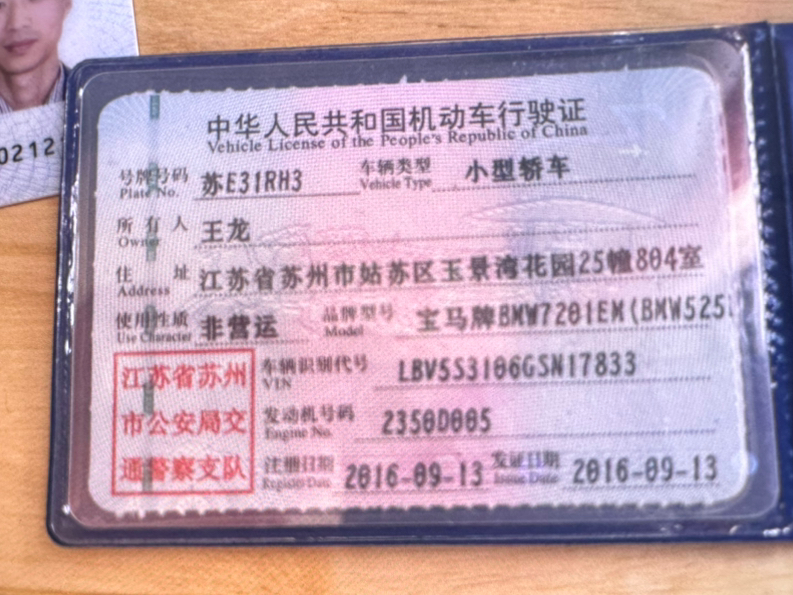 0212
中华人民共和国机动车行驶证
Vehicle License of the People's Republic of China
号牌号码 苏E31RH3 车辆类型 小型轿车
Plate No. Vehicle Type
所有人 王龙
Owner
住址 江苏省苏州市姑苏区玉景湾花园25幢804室
Address
使用性质 非营运 品牌型号 宝马牌BMW7201EM(BMW525
Use Character Model
江苏省苏州 车辆识别代号 LBV5S3106GSN17833
VIN
市公安局交 发动机号码 2350D005
Engine No.
通警察支队 注册日期 2016-09-13 发证日期 2016-09-13
Register Date Issue Date